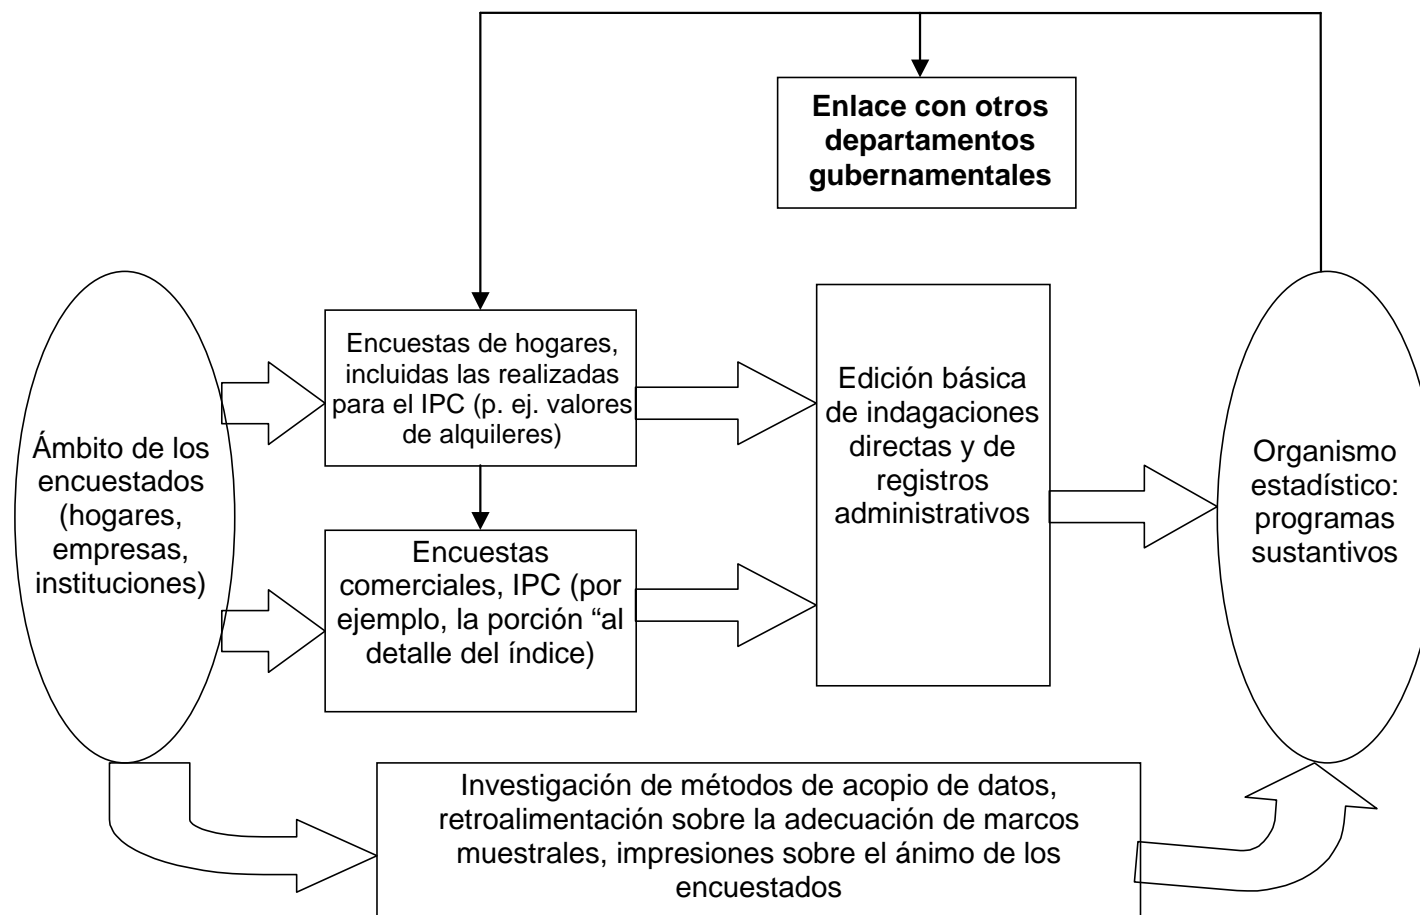 Enlace con otros
departamentos
gubernamentales
Ámbito de los
encuestados
(hogares,
empresas,
instituciones)
Encuestas de hogares,
incluidas las realizadas
para el IPC (p. ej. valores
de alquileres)
Encuestas
comerciales, IPC (por
ejemplo, la porción “al
detalle del índice)
Edición básica
de indagaciones
directas y de
registros
administrativos
Organismo
estadístico:
programas
sustantivos
Investigación de métodos de acopio de datos,
retroalimentación sobre la adecuación de marcos
muestrales, impresiones sobre el ánimo de los
encuestados